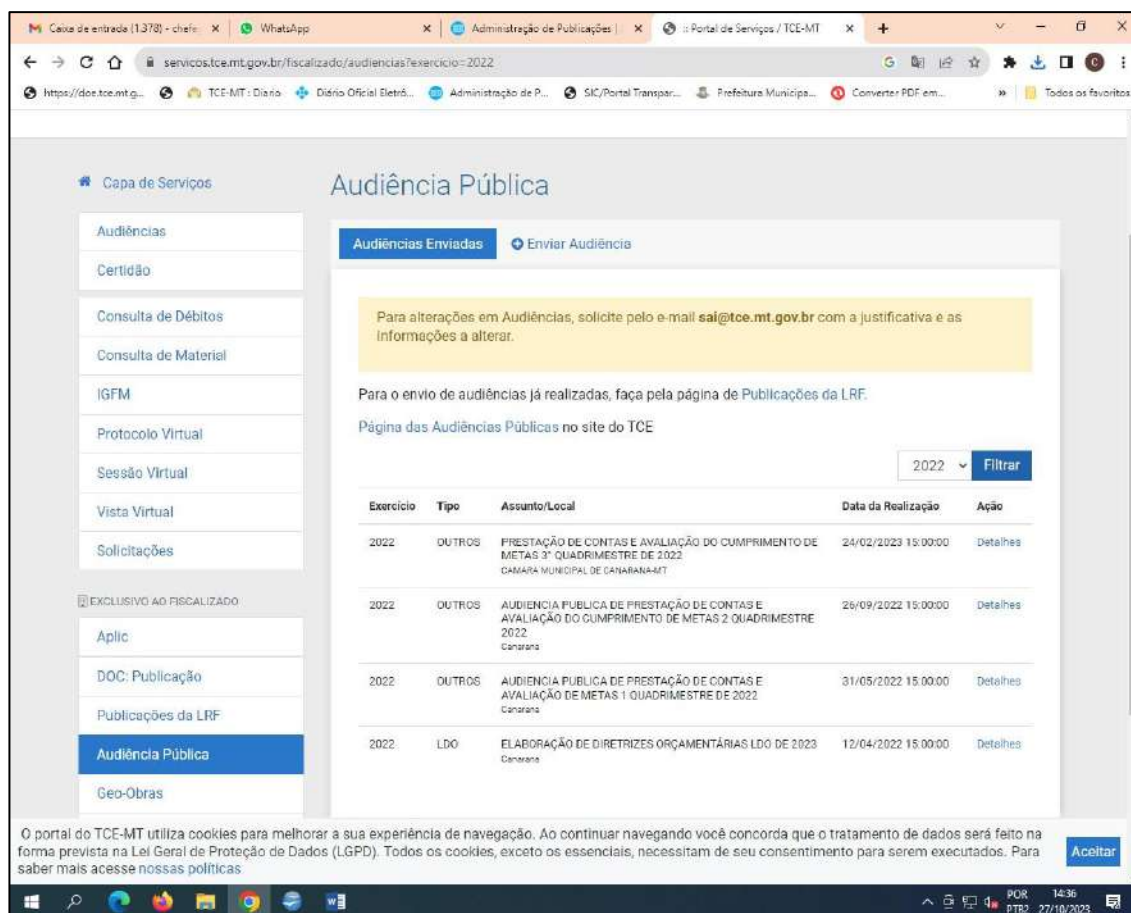 Caixa de entrada (1.378) - chefe
WhatsApp
Administração de Publicações |
:: Portal de Serviços / TCE-MT
servicos.tce.mt.gov.br/fiscalizado/audiencias?exercicio=2022
https://doe.tce.mt.g...
TCE-MT : Diario
Diário Oficial Eletrô...
Administração de P...
SIC/Portal Transpar...
Prefeitura Municipa...
Converter PDF em...
»
Todos os favoritos
Capa de Serviços
Audiências
Certidão
Consulta de Débitos
Consulta de Material
IGFM
Protocolo Virtual
Sessão Virtual
Vista Virtual
Solicitações
EXCLUSIVO AO FISCALIZADO
Aplic
DOC: Publicação
Publicações da LRF
Audiência Pública
Geo-Obras
Audiência Pública
Audiências Enviadas
Enviar Audiência
Para alterações em Audiências, solicite pelo e-mail sai@tce.mt.gov.br com a justificativa e as
informações a alterar.
Para o envio de audiências já realizadas, faça pela página de Publicações da LRF.
Página das Audiências Públicas no site do TCE
2022
Filtrar
Exercício Tipo Assunto/Local Data da Realização Ação
2022 OUTROS PRESTAÇÃO DE CONTAS E AVALIAÇÃO DO CUMPRIMENTO DE 24/02/2023 15:00:00 Detalhes
METAS 3° QUADRIMESTRE DE 2022
CAMARA MUNICIPAL DE CANARANA-MT
2022 OUTROS AUDIENCIA PUBLICA DE PRESTAÇÃO DE CONTAS E 26/09/2022 15:00:00 Detalhes
AVALIAÇÃO DO CUMPRIMENTO DE METAS 2 QUADRIMESTRE
2022
Canarana
2022 OUTROS AUDIENCIA PUBLICA DE PRESTAÇÃO DE CONTAS E 31/05/2022 15:00:00 Detalhes
AVALIAÇÃO DE METAS 1 QUADRIMESTRE DE 2022
Canarana
2022 LDO ELABORAÇÃO DE DIRETRIZES ORÇAMENTÁRIAS LDO DE 2023 12/04/2022 15:00:00 Detalhes
Canarana
O portal do TCE-MT utiliza cookies para melhorar a sua experiência de navegação. Ao continuar navegando você concorda que o tratamento de dados será feito na
forma prevista na Lei Geral de Proteção de Dados (LGPD). Todos os cookies, exceto os essenciais, necessitam de seu consentimento para serem executados. Para
saber mais acesse nossas políticas
Aceitar
POR 14:36
PTB2 27/10/2023